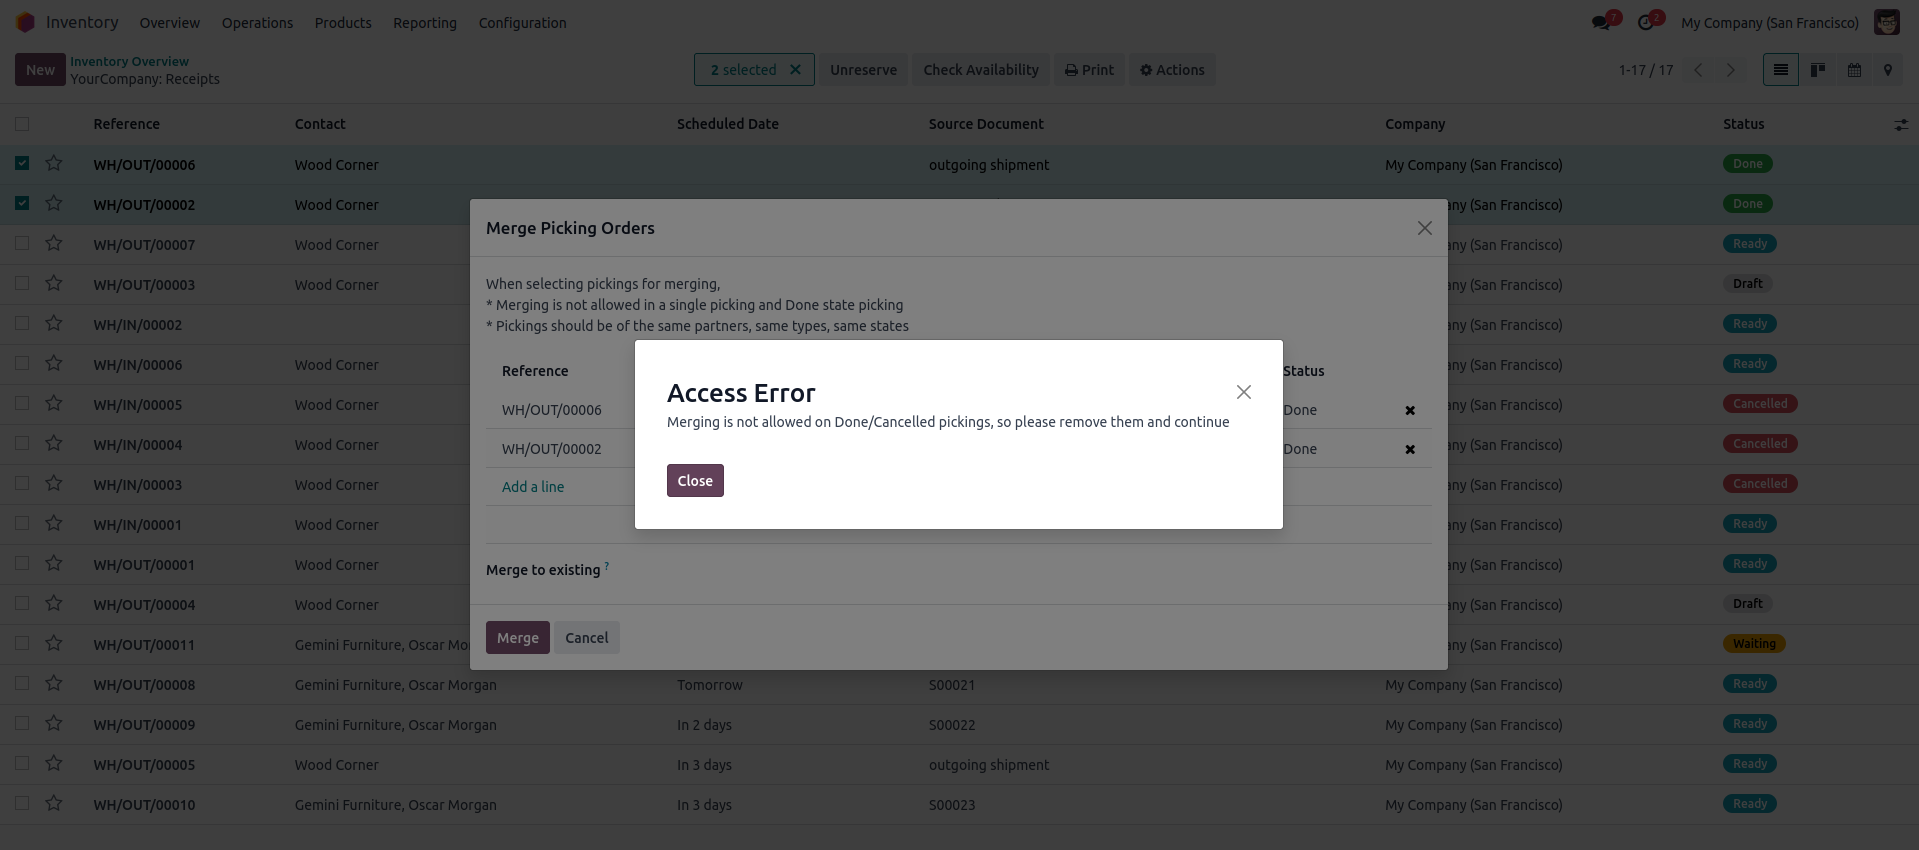 Inventory Overview Operations Products Reporting Configuration 7 2 My Company (San Francisco)
New Inventory Overview 2 selected Unreserve Check Availability Print Actions 1-17 / 17
YourCompany: Receipts
Reference Contact Scheduled Date Source Document Company Status
WH/OUT/00006 Wood Corner outgoing shipment My Company (San Francisco) Done
WH/OUT/00002 Wood Corner any (San Francisco) Done
WH/OUT/00007 Wood Corner any (San Francisco) Ready
WH/OUT/00003 Wood Corner any (San Francisco) Draft
WH/IN/00002 any (San Francisco) Ready
WH/IN/00006 Wood Corner any (San Francisco) Ready
WH/IN/00005 Wood Corner any (San Francisco) Cancelled
WH/IN/00004 Wood Corner any (San Francisco) Cancelled
WH/IN/00003 Wood Corner any (San Francisco) Cancelled
WH/IN/00001 Wood Corner any (San Francisco) Ready
WH/OUT/00001 Wood Corner any (San Francisco) Ready
WH/OUT/00004 Wood Corner any (San Francisco) Draft
WH/OUT/00011 Gemini Furniture, Oscar Mo any (San Francisco) Waiting
WH/OUT/00008 Gemini Furniture, Oscar Morgan Tomorrow S00021 My Company (San Francisco) Ready
WH/OUT/00009 Gemini Furniture, Oscar Morgan In 2 days S00022 My Company (San Francisco) Ready
WH/OUT/00005 Wood Corner In 3 days outgoing shipment My Company (San Francisco) Ready
WH/OUT/00010 Gemini Furniture, Oscar Morgan In 3 days S00023 My Company (San Francisco) Ready
Merge Picking Orders
When selecting pickings for merging,
* Merging is not allowed in a single picking and Done state picking
* Pickings should be of the same partners, same types, same states
Reference Status
WH/OUT/00006 Done
WH/OUT/00002 Done
Add a line
Merge to existing ?
Merge Cancel
Access Error
Merging is not allowed on Done/Cancelled pickings, so please remove them and continue
Close